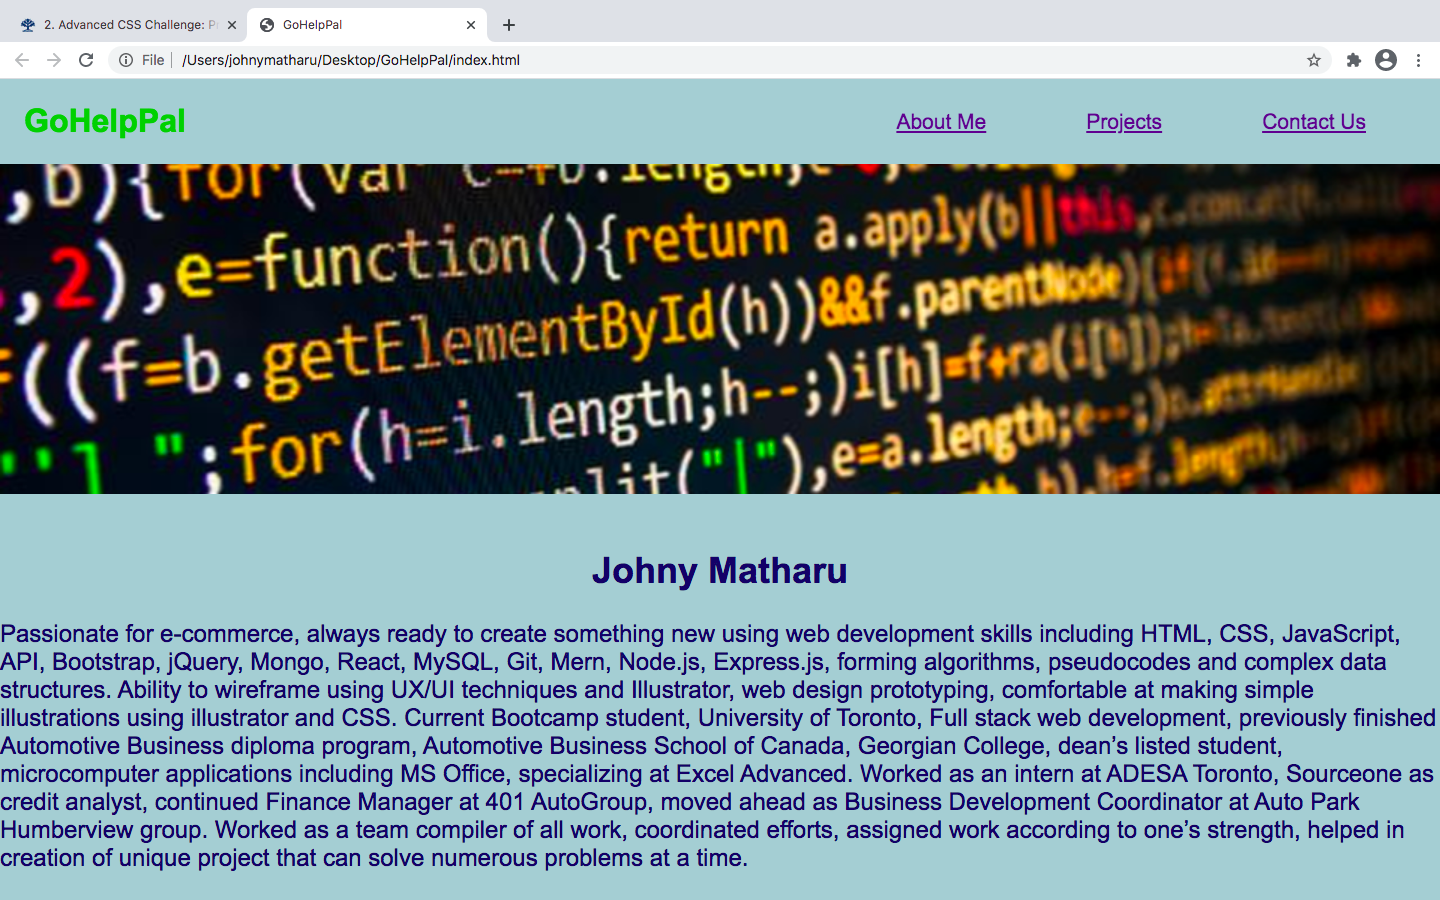 2. Advanced CSS Challenge: P
GoHelpPal
File
/Users/johnymatharu/Desktop/GoHelpPal/index.html
GoHelpPal
About Me
Projects
Contact Us
,b){for(var c=+b.length,
,2),e=function(){return a.apply(b||this,c.concat(
=((f=b.getElementById(h))&&f.parentNode)
";for(h=i.length;h--;)i[h]=f+ra(i[h]);h=
("|"),e=a.length;e--;)
Johny Matharu
Passionate for e-commerce, always ready to create something new using web development skills including HTML, CSS, JavaScript,
API, Bootstrap, jQuery, Mongo, React, MySQL, Git, Mern, Node.js, Express.js, forming algorithms, pseudocodes and complex data
structures. Ability to wireframe using UX/UI techniques and Illustrator, web design prototyping, comfortable at making simple
illustrations using illustrator and CSS. Current Bootcamp student, University of Toronto, Full stack web development, previously finished
Automotive Business diploma program, Automotive Business School of Canada, Georgian College, dean’s listed student,
microcomputer applications including MS Office, specializing at Excel Advanced. Worked as an intern at ADESA Toronto, Sourceone as
credit analyst, continued Finance Manager at 401 AutoGroup, moved ahead as Business Development Coordinator at Auto Park
Humberview group. Worked as a team compiler of all work, coordinated efforts, assigned work according to one’s strength, helped in
creation of unique project that can solve numerous problems at a time.